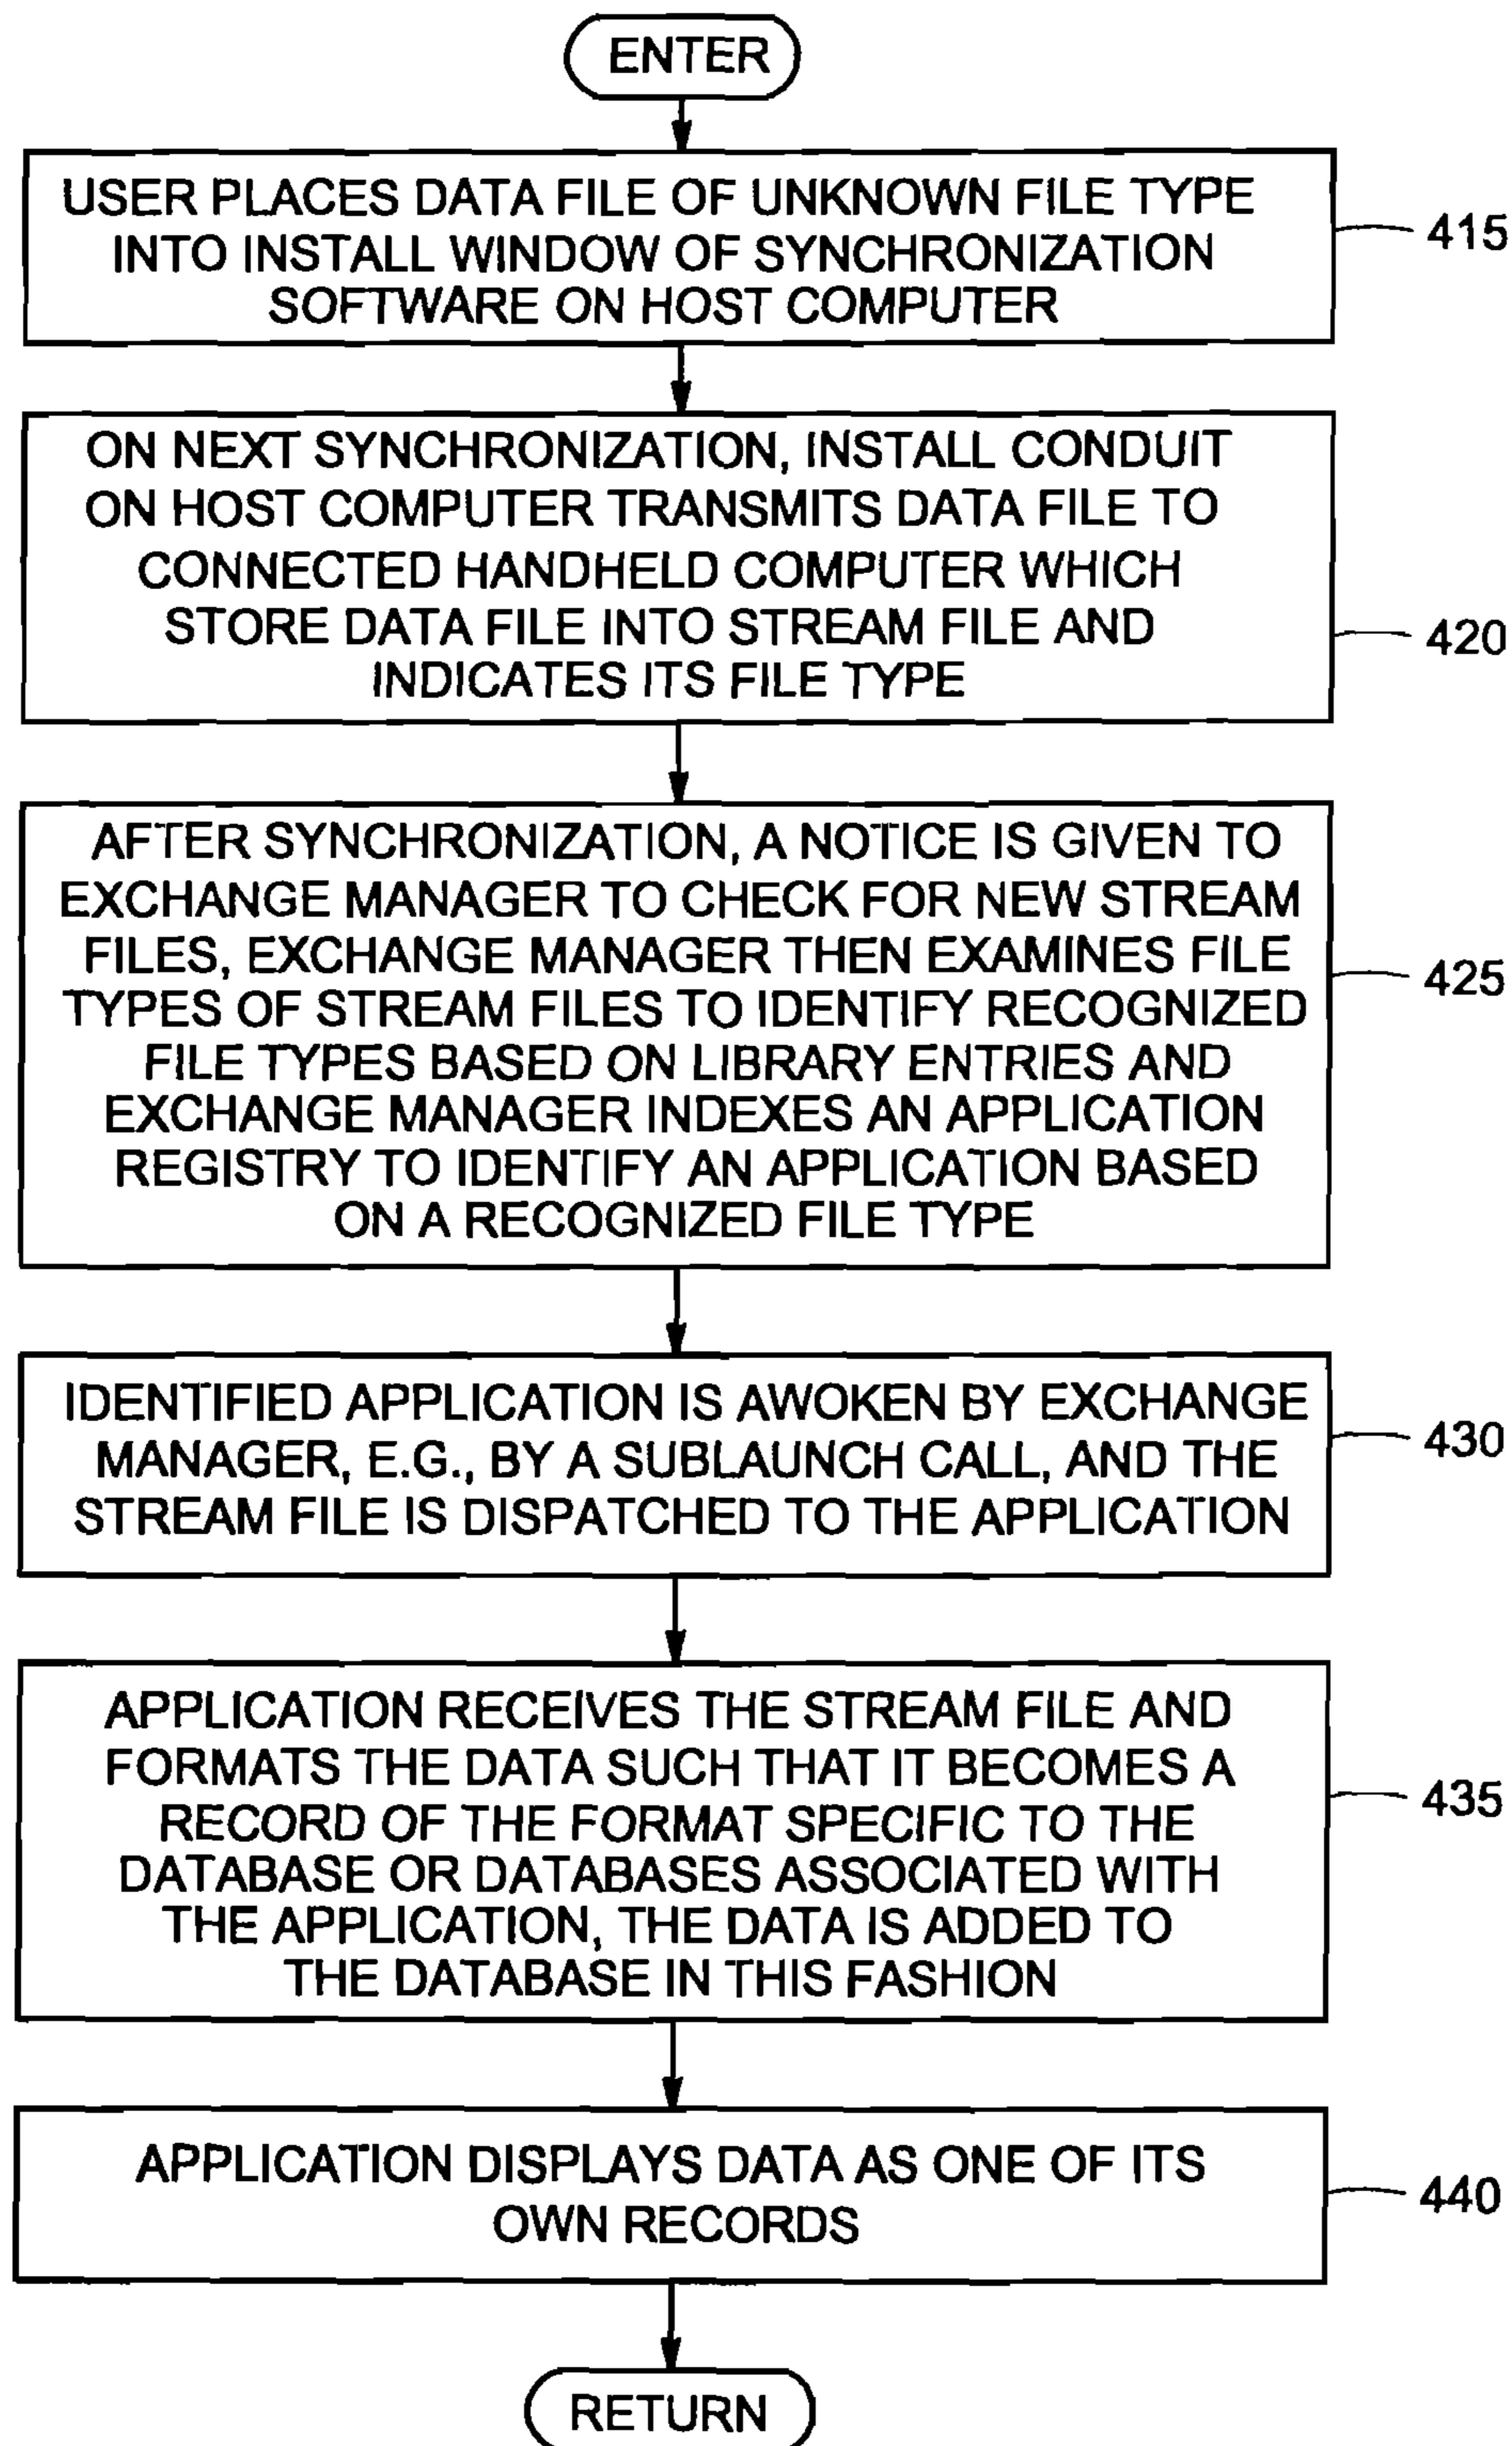 ENTER
USER PLACES DATA FILE OF UNKNOWN FILE TYPE
INTO INSTALL WINDOW OF SYNCHRONIZATION
SOFTWARE ON HOST COMPUTER
415
ON NEXT SYNCHRONIZATION, INSTALL CONDUIT
ON HOST COMPUTER TRANSMITS DATA FILE TO
CONNECTED HANDHELD COMPUTER WHICH
STORE DATA FILE INTO STREAM FILE AND
INDICATES ITS FILE TYPE
420
AFTER SYNCHRONIZATION, A NOTICE IS GIVEN TO
EXCHANGE MANAGER TO CHECK FOR NEW STREAM
FILES, EXCHANGE MANAGER THEN EXAMINES FILE
TYPES OF STREAM FILES TO IDENTIFY RECOGNIZED
FILE TYPES BASED ON LIBRARY ENTRIES AND
EXCHANGE MANAGER INDEXES AN APPLICATION
REGISTRY TO IDENTIFY AN APPLICATION BASED
ON A RECOGNIZED FILE TYPE
425
IDENTIFIED APPLICATION IS AWOKEN BY EXCHANGE
MANAGER, E.G., BY A SUBLAUNCH CALL, AND THE
STREAM FILE IS DISPATCHED TO THE APPLICATION
430
APPLICATION RECEIVES THE STREAM FILE AND
FORMATS THE DATA SUCH THAT IT BECOMES A
RECORD OF THE FORMAT SPECIFIC TO THE
DATABASE OR DATABASES ASSOCIATED WITH
THE APPLICATION, THE DATA IS ADDED TO
THE DATABASE IN THIS FASHION
435
APPLICATION DISPLAYS DATA AS ONE OF ITS
OWN RECORDS
440
RETURN